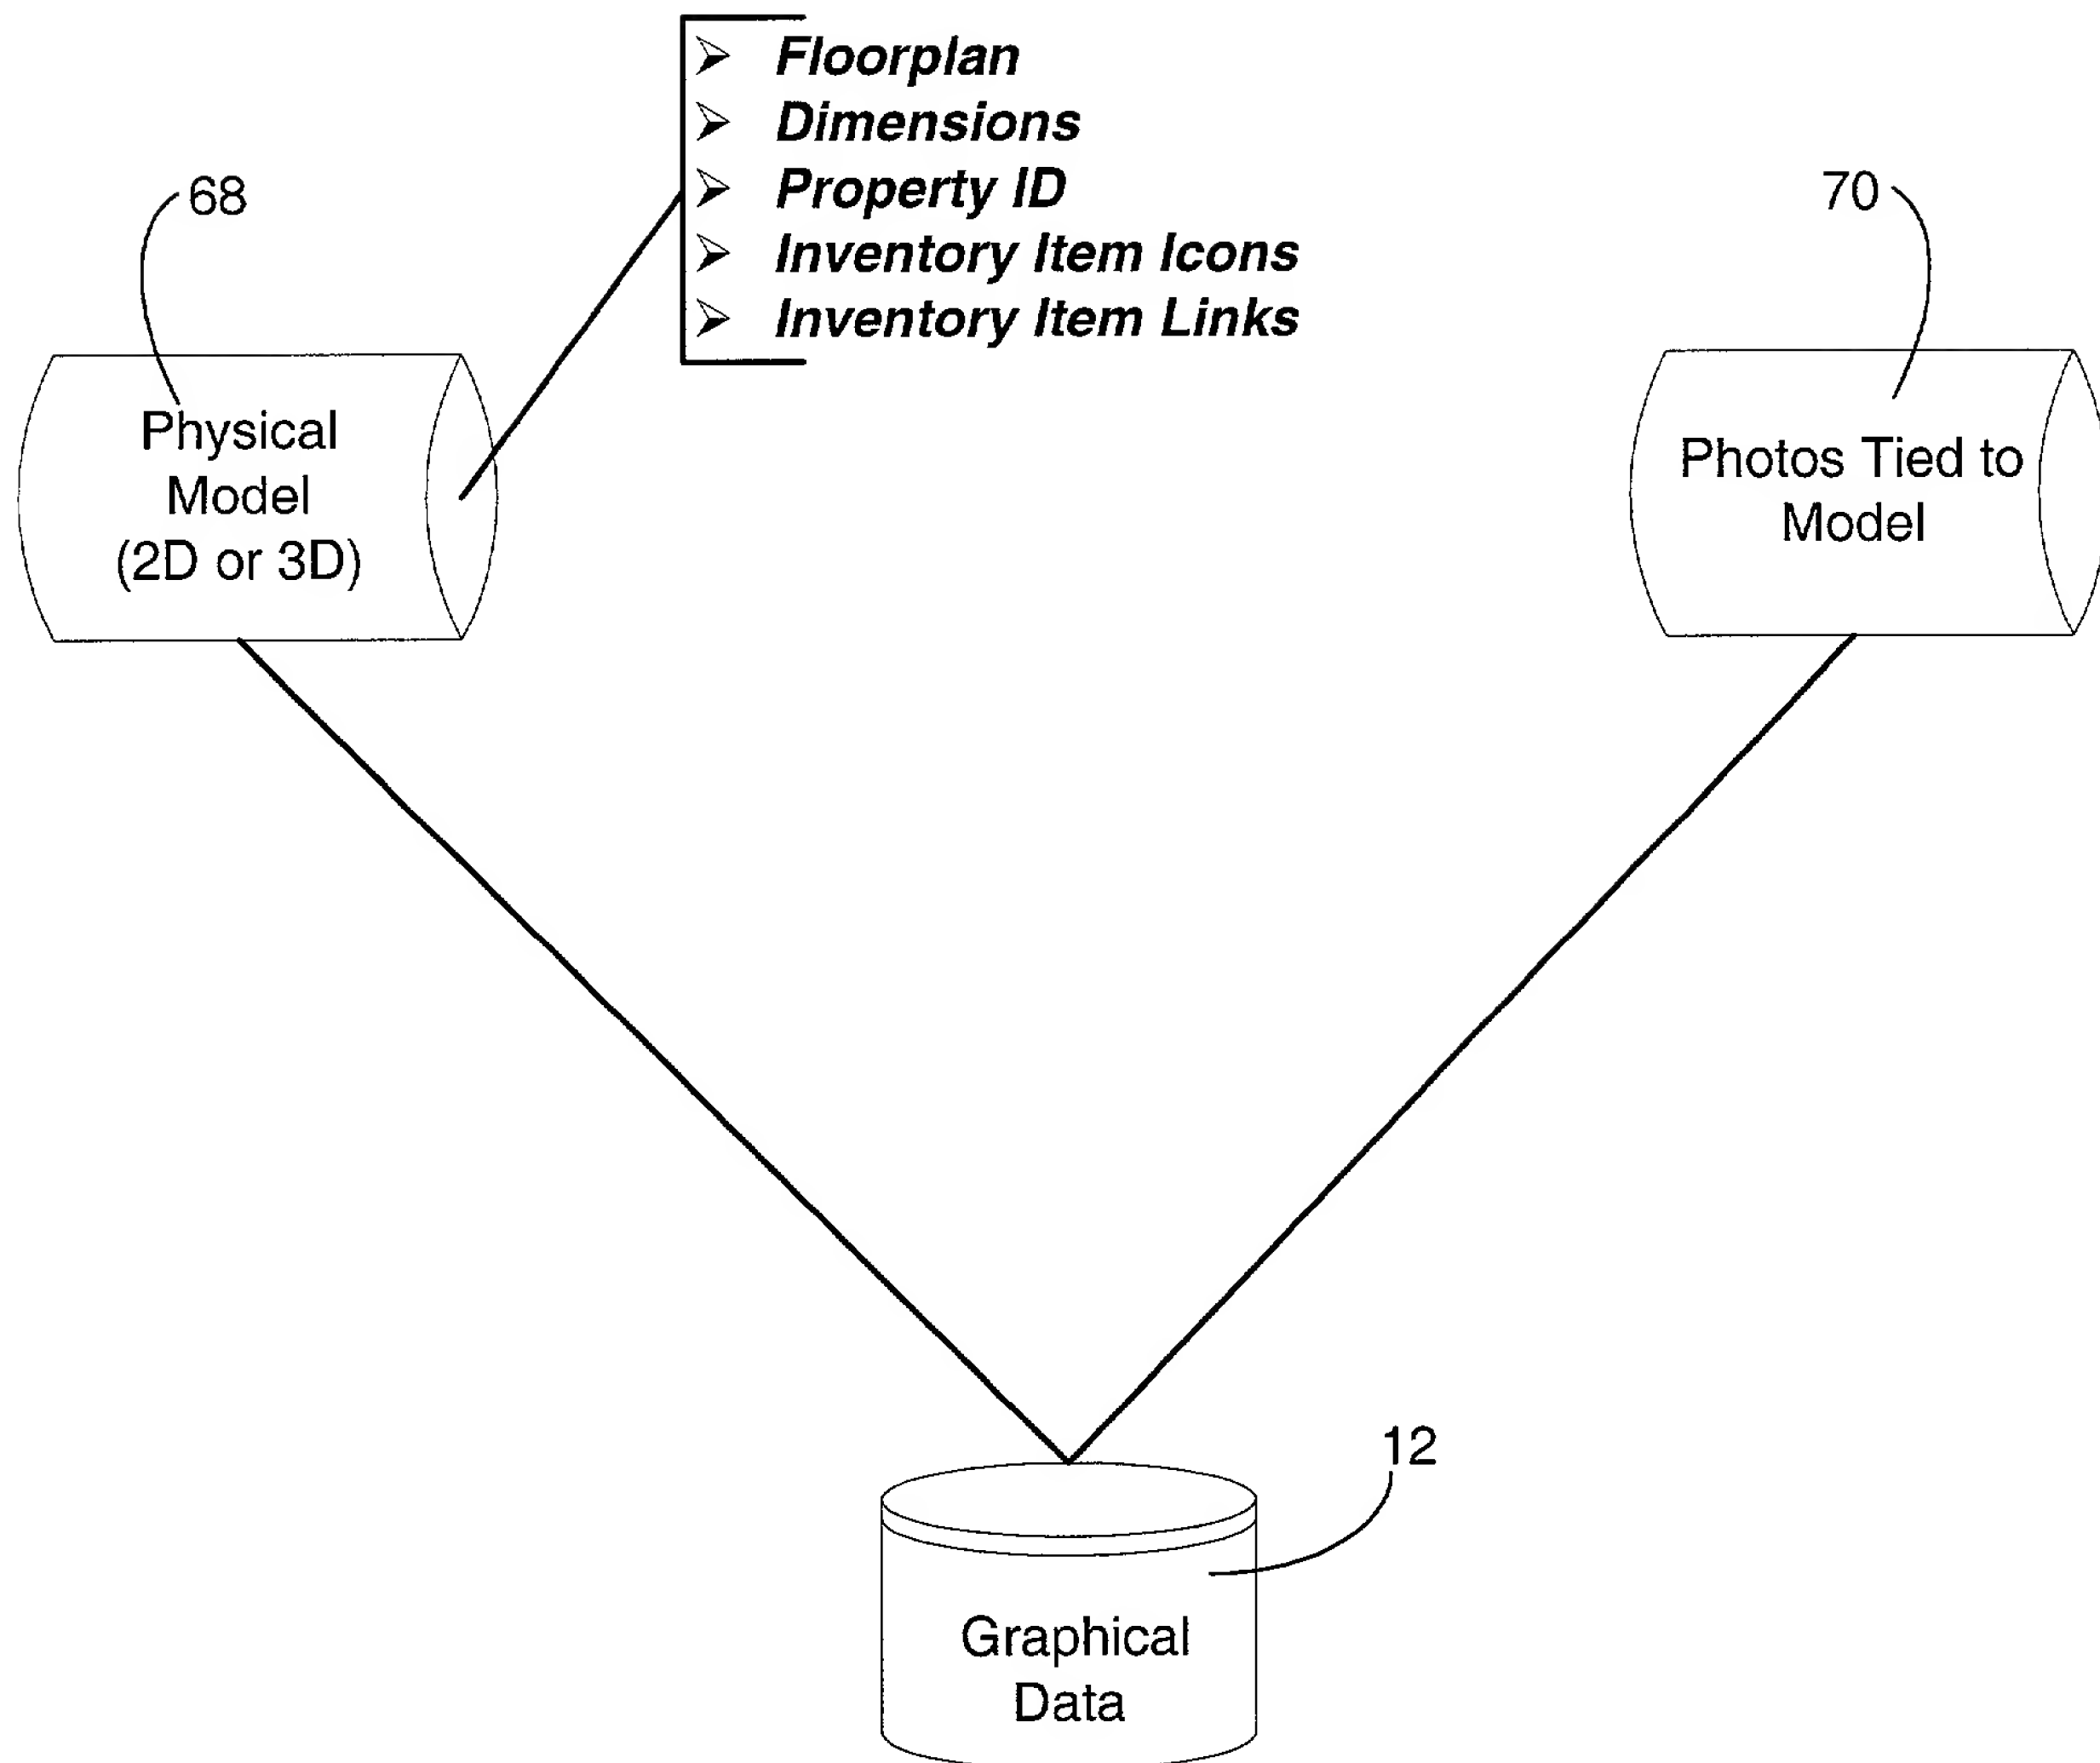 Floorplan
Dimensions
Property ID
Inventory Item Icons
Inventory Item Links
68
70
Physical
Model
(2D or 3D)
Photos Tied to
Model
12
Graphical
Data